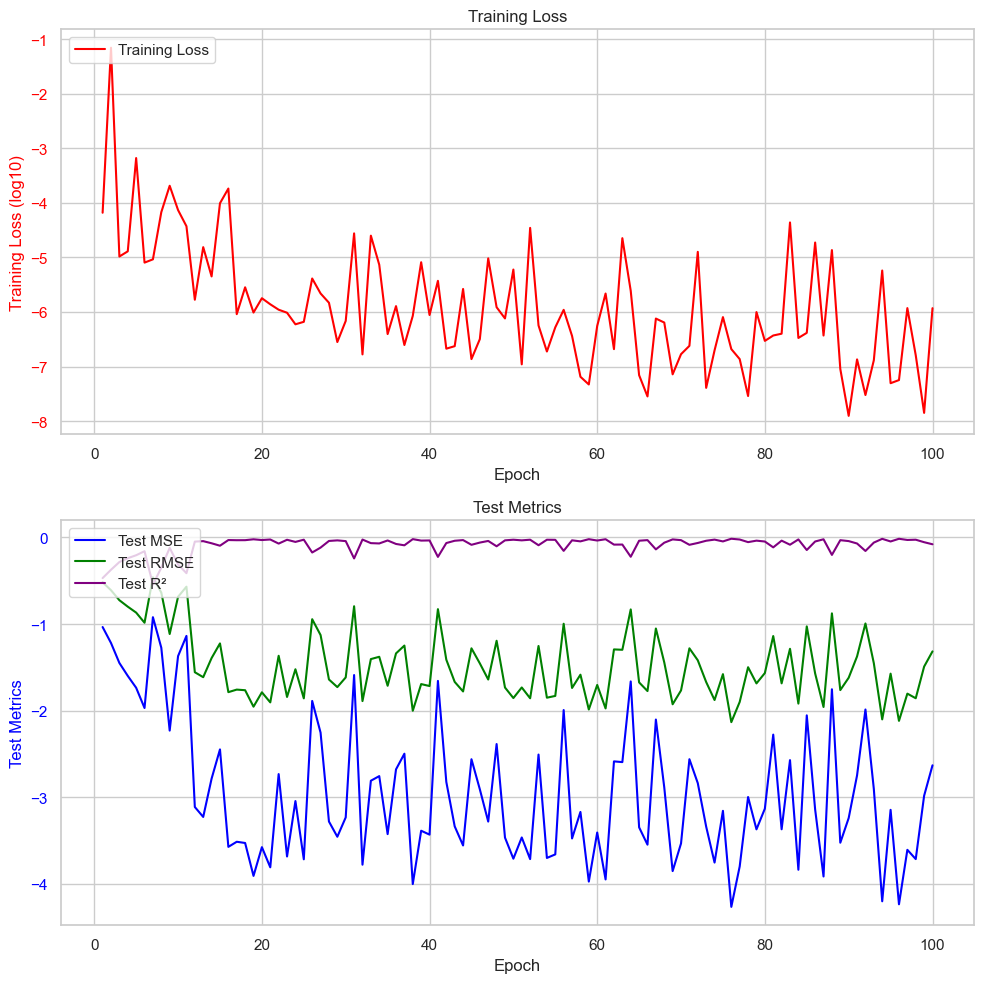 Training Loss
Training Loss
Training Loss (log10)
−1
−2
−3
−4
−5
−6
−7
−8
0 20 40 60 80 100
Epoch
Test Metrics
Test MSE
Test RMSE
Test R²
Test Metrics
0
−1
−2
−3
−4
0 20 40 60 80 100
Epoch